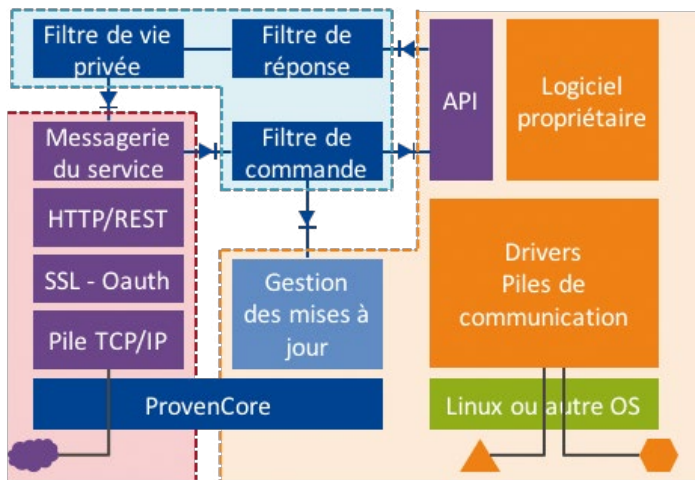 Filtre de vie
privée
Filtre de
réponse
API
Logiciel
propriétaire
Messagerie
du service
Filtre de
commande
HTTP/REST
SSL - Oauth
Pile TCP/IP
Gestion
des mises à
jour
Drivers
Piles de
communication
ProvenCore
Linux ou autre OS